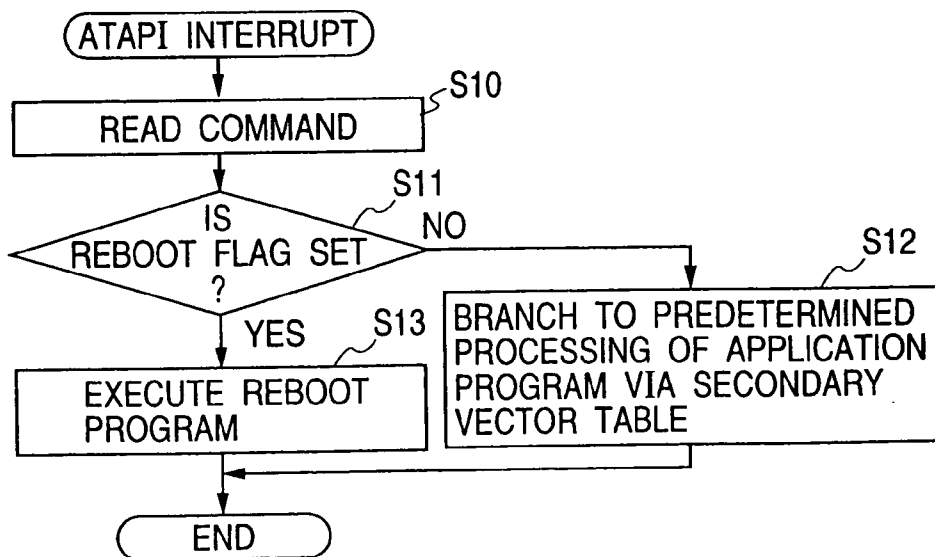 ATAPI INTERRUPT
S10
READ COMMAND
S11
IS
REBOOT FLAG SET
?
NO
YES
S12
BRANCH TO PREDETERMINED
PROCESSING OF APPLICATION
PROGRAM VIA SECONDARY
VECTOR TABLE
S13
EXECUTE REBOOT
PROGRAM
END